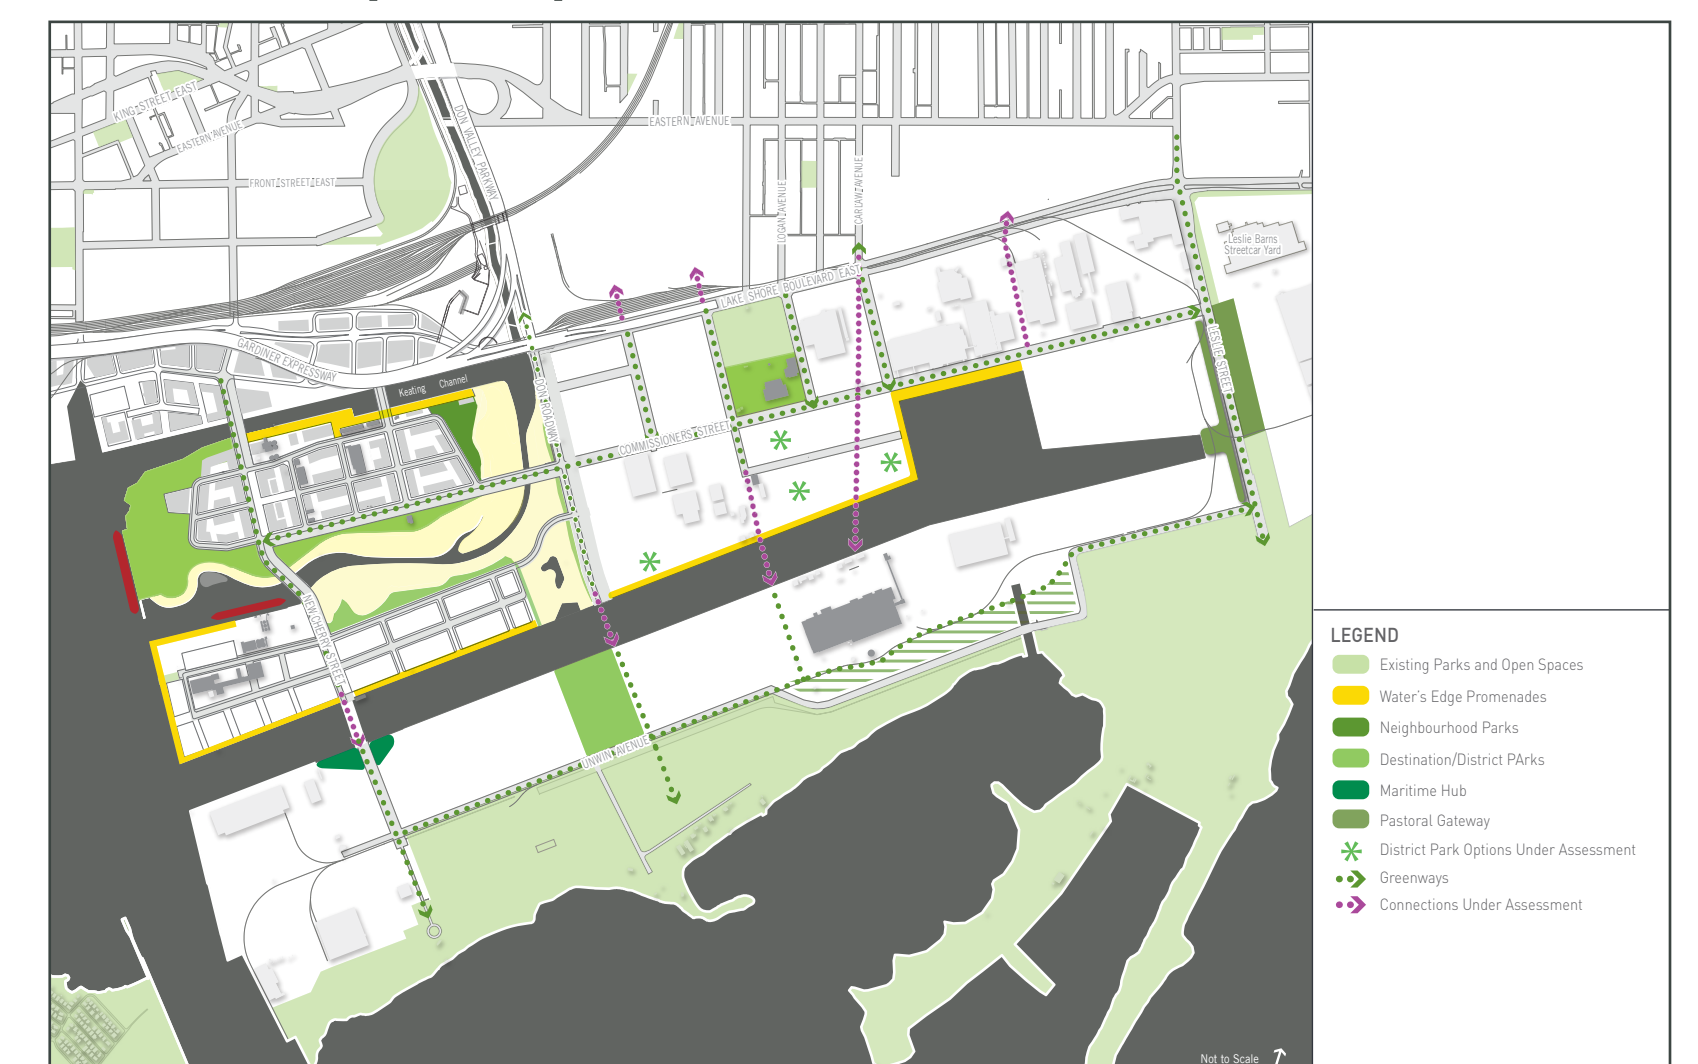 KING STREET EAST
EASTERN AVENUE
FRONT STREET EAST
DON VALLEY PARKWAY
EASTERN AVENUE
LOGAN AVENUE
CARLAW AVENUE
Leslie Barns
Streetcar Yard
LAKE SHORE BOULEVARD EAST
GARDINER EXPRESSWAY
Keating Channel
DON ROADWAY
LESLIE STREET
COMMISSIONERS STREET
NEW CHERRY STREET
UNWIN AVENUE
Not to Scale
LEGEND
Existing Parks and Open Spaces
Water's Edge Promenades
Neighbourhood Parks
Destination/District PArks
Maritime Hub
Pastoral Gateway
District Park Options Under Assessment
Greenways
Connections Under Assessment